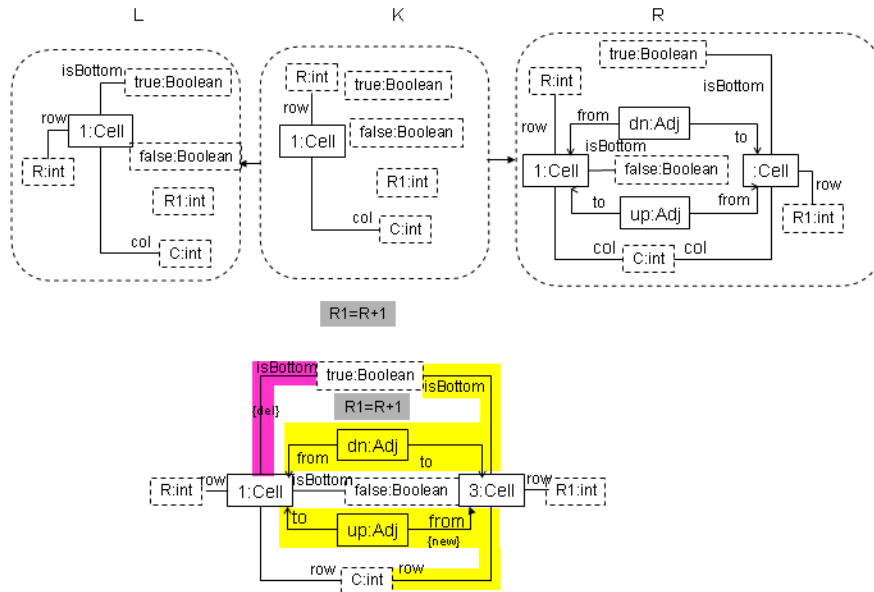 L K R
isBottom
true:Boolean
row
1:Cell
false:Boolean
R:int
R1:int
col
C:int
R:int
true:Boolean
row
1:Cell
false:Boolean
R1:int
col
C:int
true:Boolean
isBottom
R:int
from
dn:Adj
to
row
isBottom
1:Cell
false:Boolean
:Cell
row
to
up:Adj
from
R1:int
col
C:int
col
R1=R+1
isBottom
true:Boolean
isBottom
{del}
R1=R+1
dn:Adj
from
to
R:int
row
1:Cell
isBottom
false:Boolean
3:Cell
row
R1:int
to
up:Adj
from
{new}
row
C:int
row